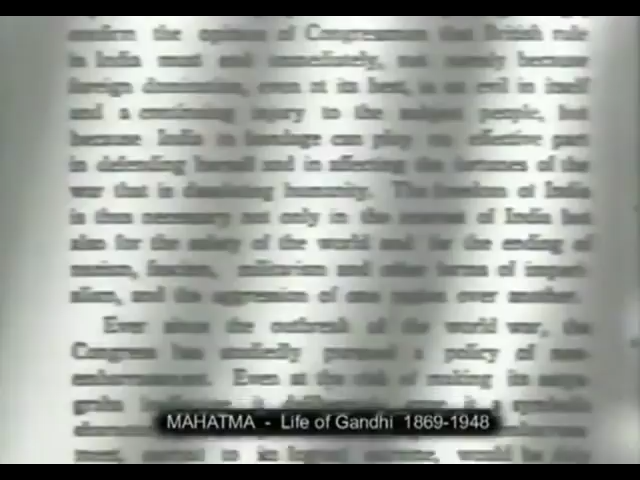 confirm the opinion of Congressmen that British rule
in India must end immediately, not merely because
foreign domination, even at its best, is an evil in itself
and a continuing injury to the subject people, but
because India in bondage can play no effective part
in defending herself and in affecting the fortunes of the
war that is desolating humanity. The freedom of India
is thus necessary not only in the interest of India but
also for the safety of the world and for the ending of
nazism, fascism, militarism and other forms of imperi-
alism, and the aggression of one nation over another.
Ever since the outbreak of the world war, the
Congress has studiedly pursued a policy of non-
embarrassment. Even at the risk of making its satya-
graha
MAHATMA - Life of Gandhi 1869-1948